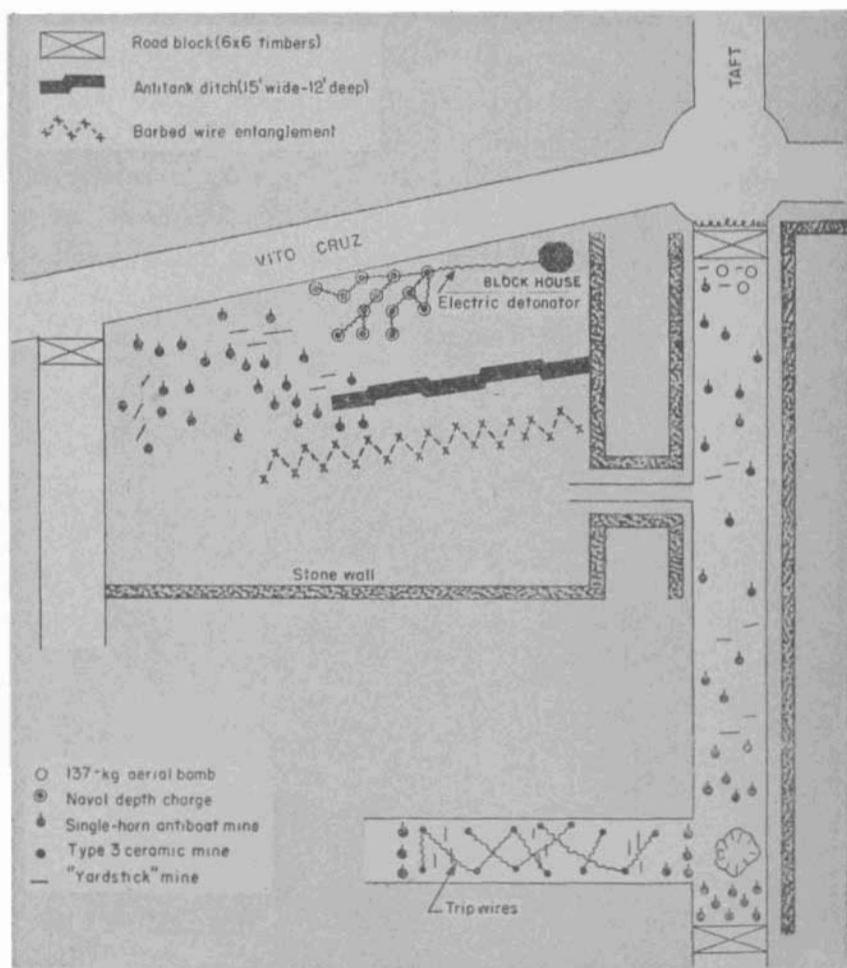 Road block (6x6 timbers)
Antitank ditch (15' wide-12' deep)
Barbed wire entanglement
TAFT
VITO CRUZ
BLOCK HOUSE
Electric detonator
Stone wall
137-kg aerial bomb
Naval depth charge
Single-horn antiboat mine
Type 3 ceramic mine
"Yardstick" mine
Trip wires